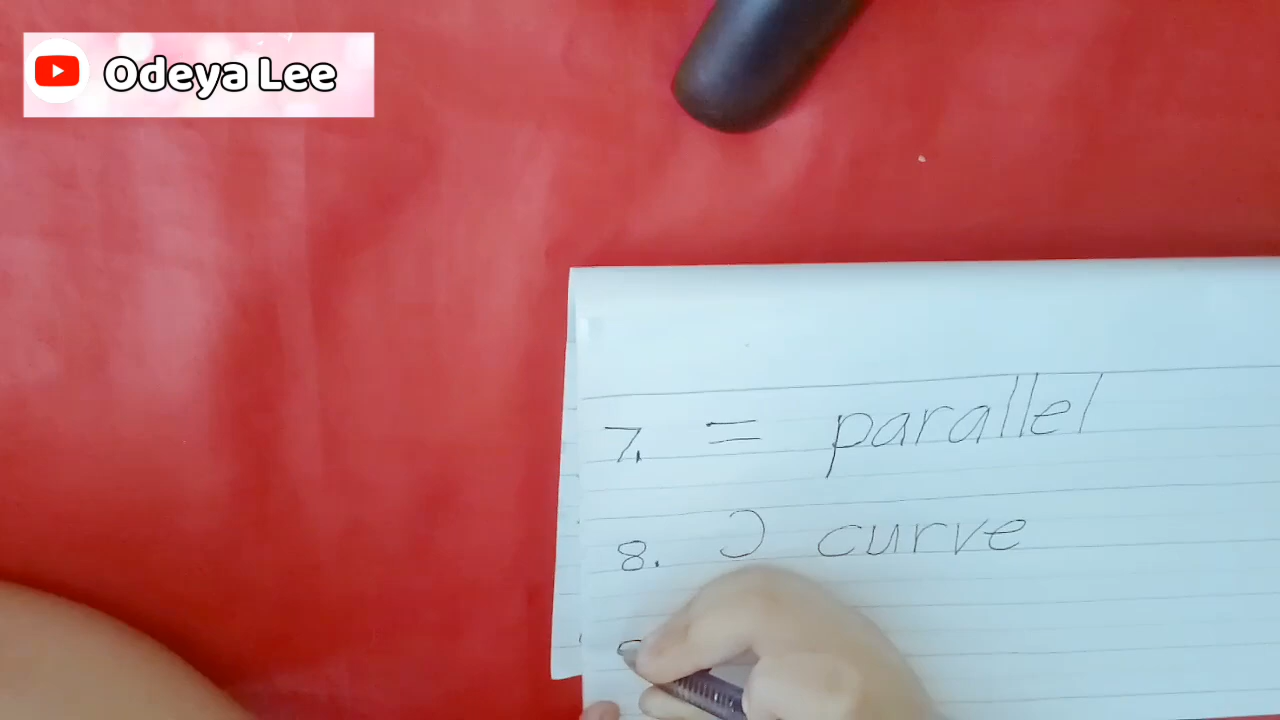 Odeya Lee
7. = parallel
8. Ɔ curve